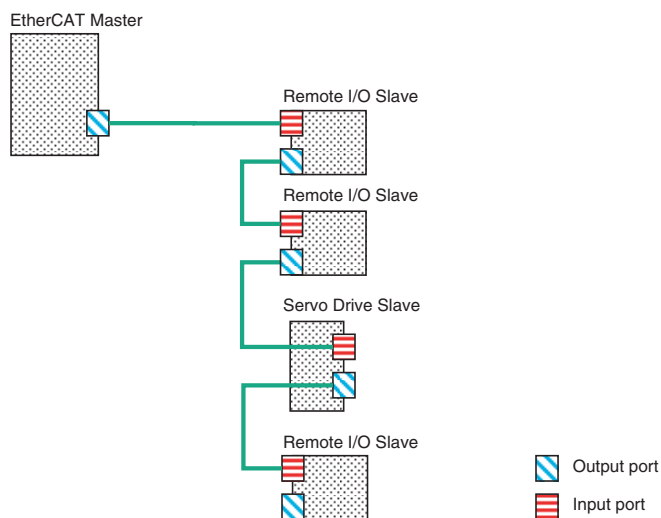 EtherCAT Master
Remote I/O Slave
Remote I/O Slave
Servo Drive Slave
Remote I/O Slave
Output port
Input port